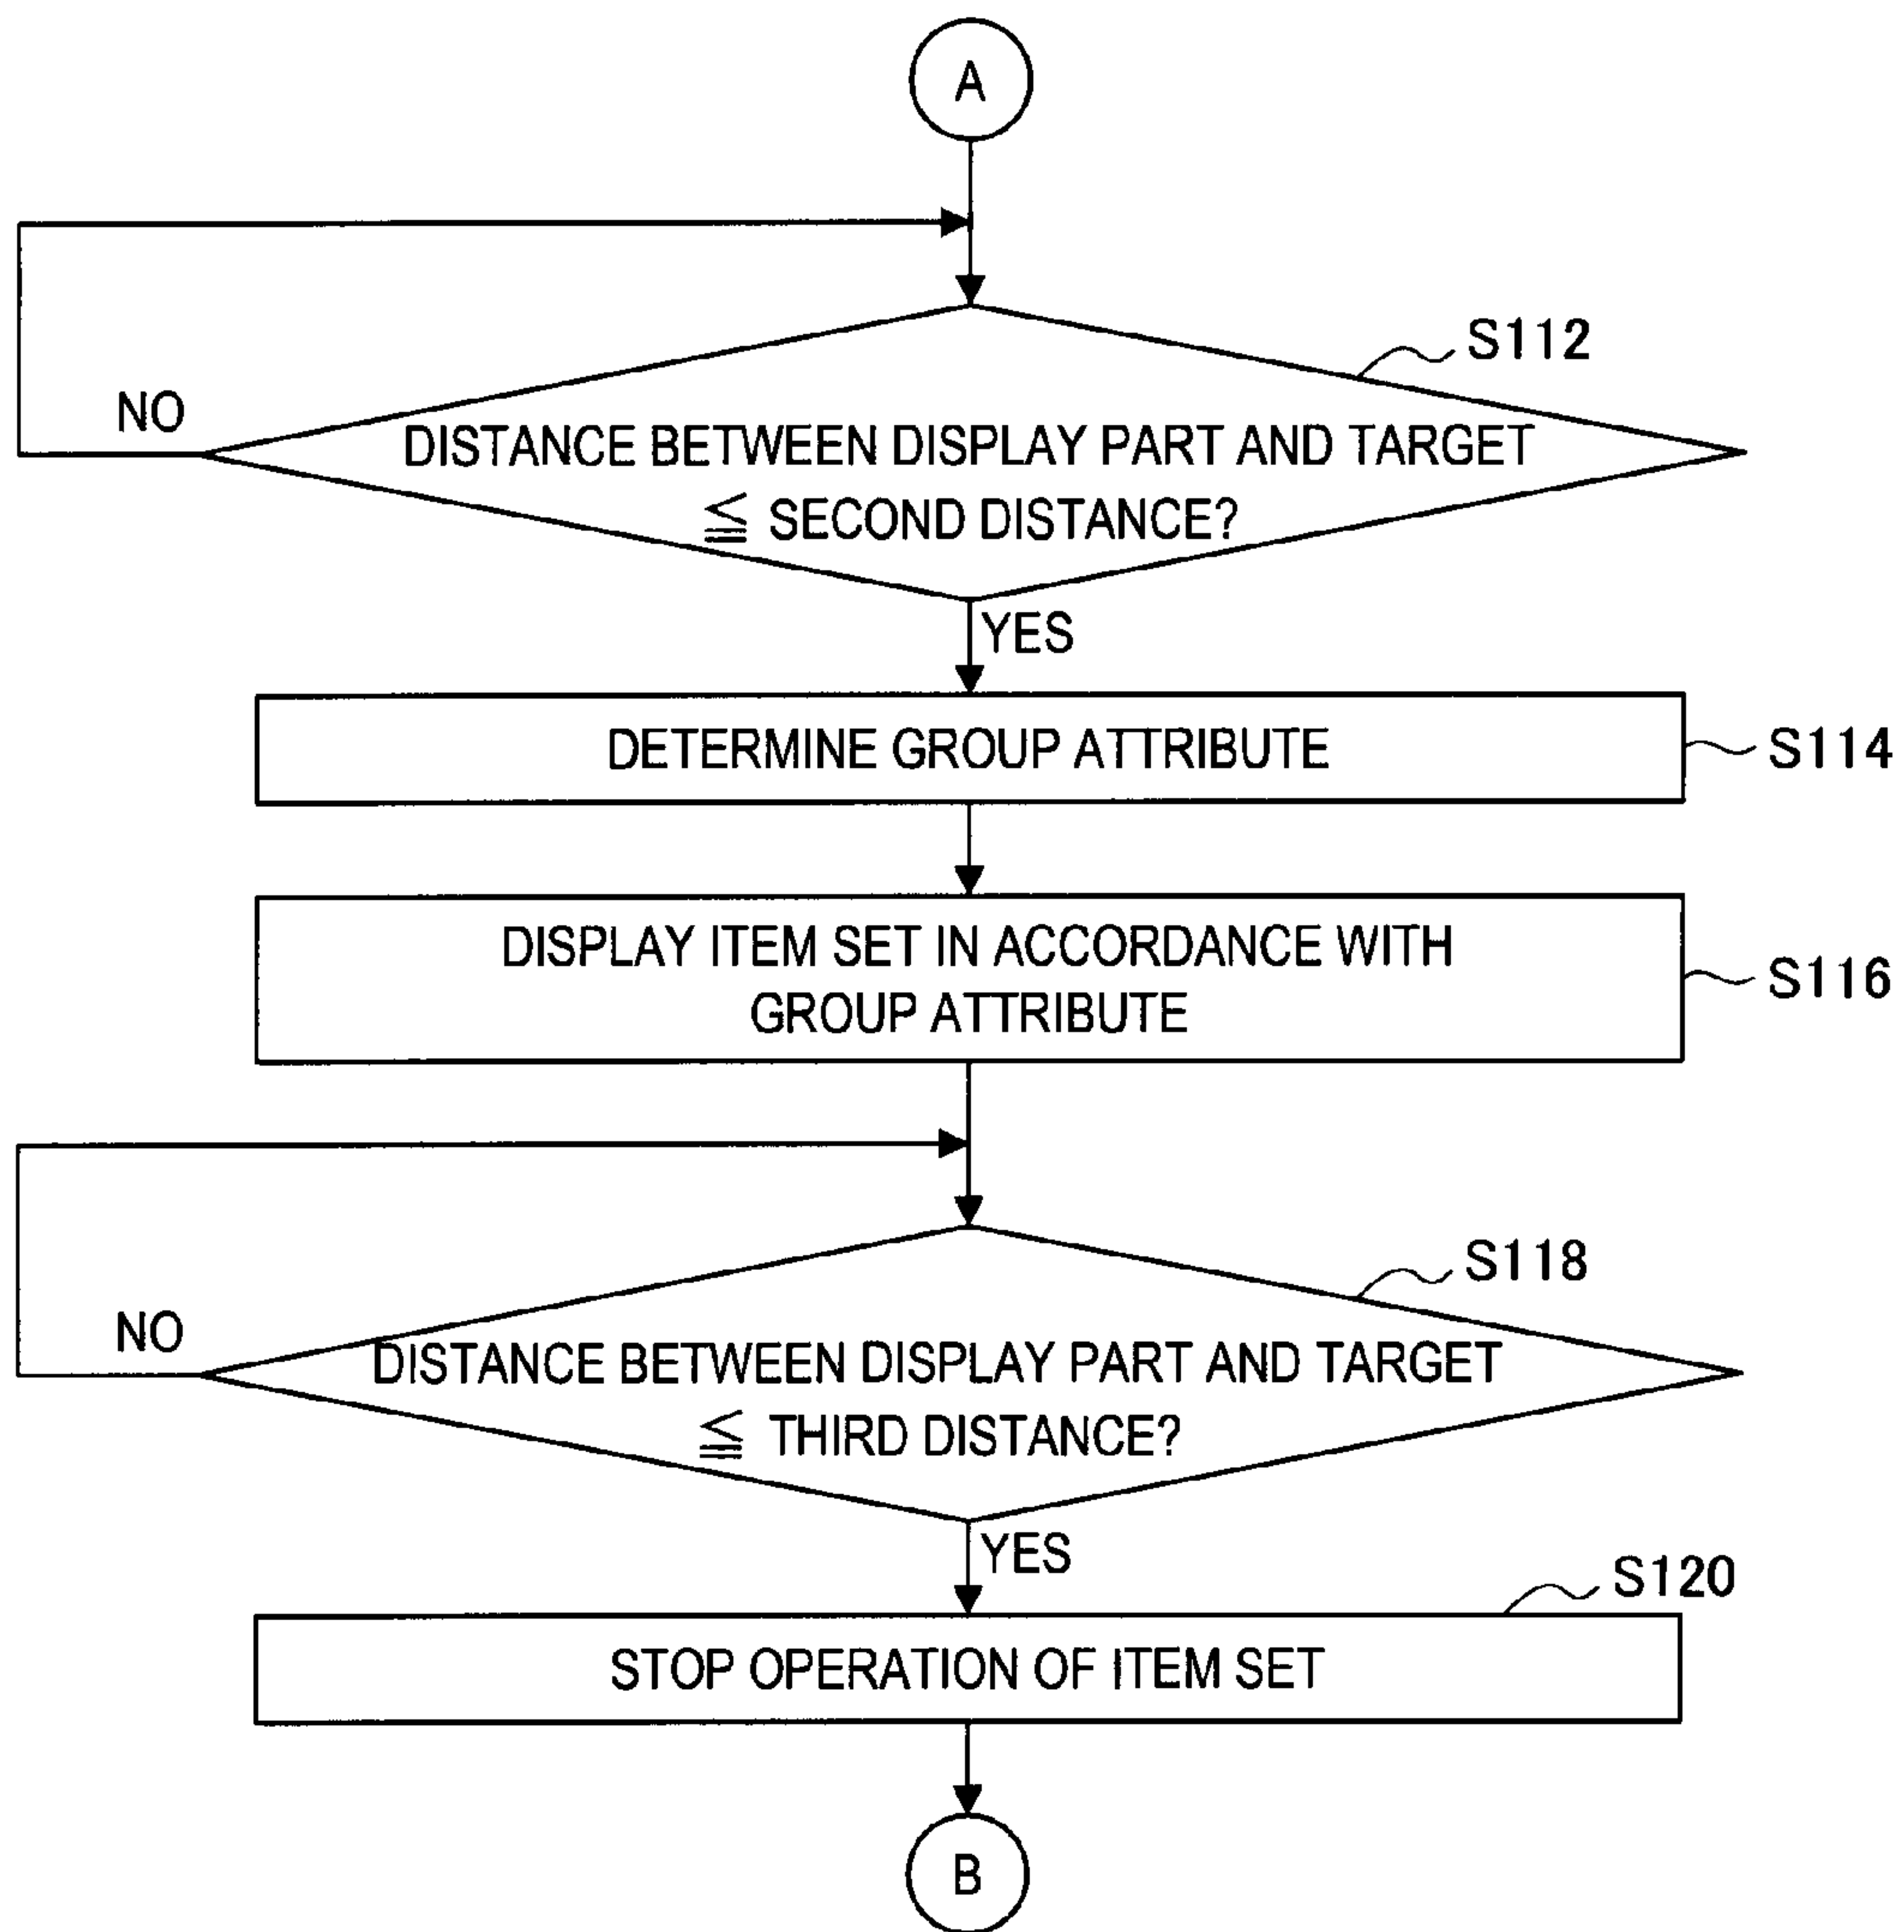 A
S112
NO
DISTANCE BETWEEN DISPLAY PART AND TARGET
≦ SECOND DISTANCE?
YES
DETERMINE GROUP ATTRIBUTE
S114
DISPLAY ITEM SET IN ACCORDANCE WITH
GROUP ATTRIBUTE
S116
S118
NO
DISTANCE BETWEEN DISPLAY PART AND TARGET
≦ THIRD DISTANCE?
YES
S120
STOP OPERATION OF ITEM SET
B